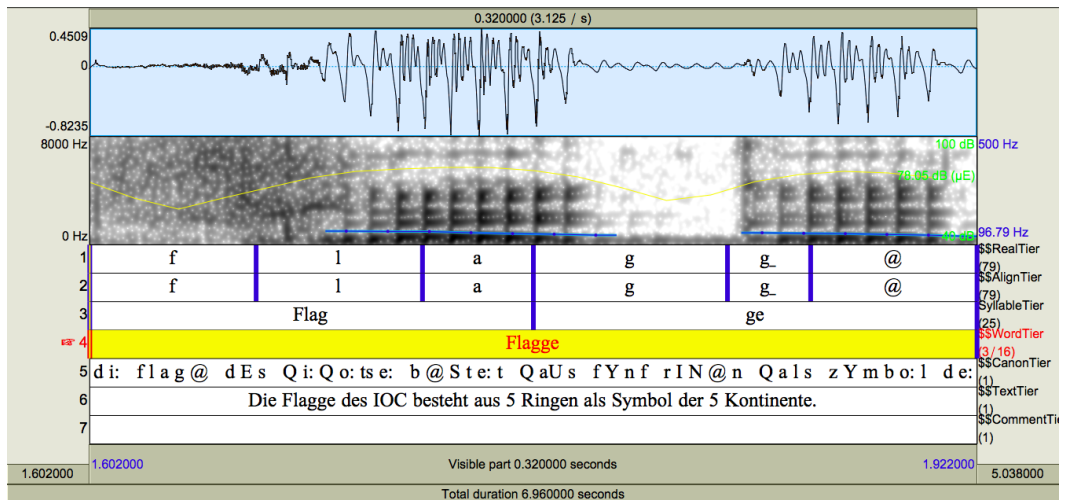 0.320000 (3.125 / s)
0.4509
0
-0.8235
8000 Hz 100 dB 500 Hz
78.05 dB (µE)
0 Hz 40 dB 96.79 Hz
1 f l a g g_ @ $$RealTier (79)
2 f l a g g_ @ $$AlignTier (79)
3 Flag ge SyllableTier (25)
☞ 4 Flagge $$WordTier (3/16)
5 d i: f l a g @ d E s Q i: Q o: ts e: b @ S t e: t Q aU s f Y n f r I N @ n Q a l s z Y m b o: l d e: $$CanonTier (1)
6 Die Flagge des IOC besteht aus 5 Ringen als Symbol der 5 Kontinente. $$TextTier (1)
7 $$CommentTi (1)
1.602000 Visible part 0.320000 seconds 1.922000
1.602000 5.038000
Total duration 6.960000 seconds